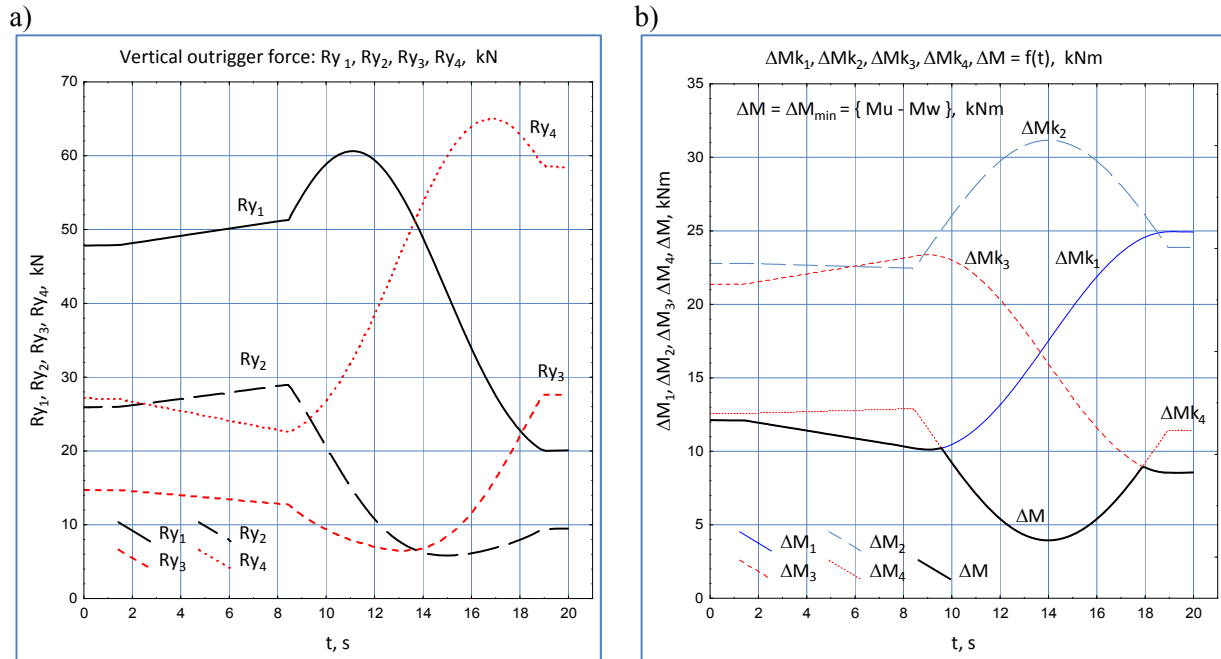 a)
Vertical outrigger force: Ry₁, Ry₂, Ry₃, Ry₄, kN
Ry₁, Ry₂, Ry₃, Ry₄, kN
70
60
50
40
30
20
10
0
Ry₄
Ry₁
Ry₂
Ry₃
Ry₁ Ry₂
Ry₃ Ry₄
0 2 4 6 8 10 12 14 16 18 20
t, s
b)
ΔMk₁, ΔMk₂, ΔMk₃, ΔMk₄, ΔM = f(t), kNm
ΔM = ΔMmin = { Mu - Mw }, kNm
ΔM₁, ΔM₂, ΔM₃, ΔM₄, ΔM, kNm
35
30
25
20
15
10
5
0
ΔMk₂
ΔMk₃
ΔMk₁
ΔMk₄
ΔM
ΔM₁ ΔM₂
ΔM₃ ΔM₄ ΔM
0 2 4 6 8 10 12 14 16 18 20
t, s